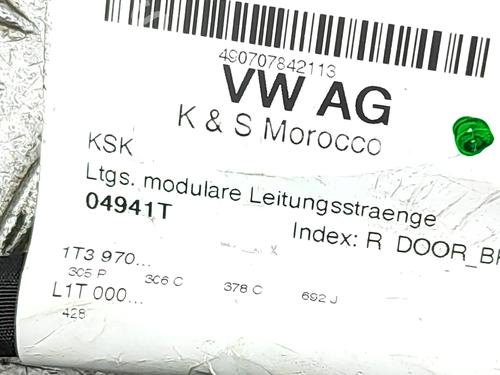 490707842113
VW AG
K & S Morocco
KSK
Ltgs. modulare Leitungsstraenge
04941T
Index: R DOOR_B
1T3 970...
305 P 306 C 378 C 692 J
L1T 000...
428